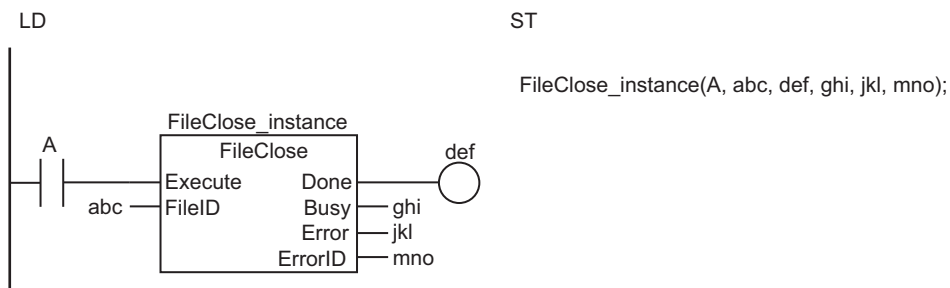 LD
ST
FileClose_instance(A, abc, def, ghi, jkl, mno);
FileClose_instance
A
FileClose
def
Execute
Done
abc
FileID
Busy
ghi
Error
jkl
ErrorID
mno